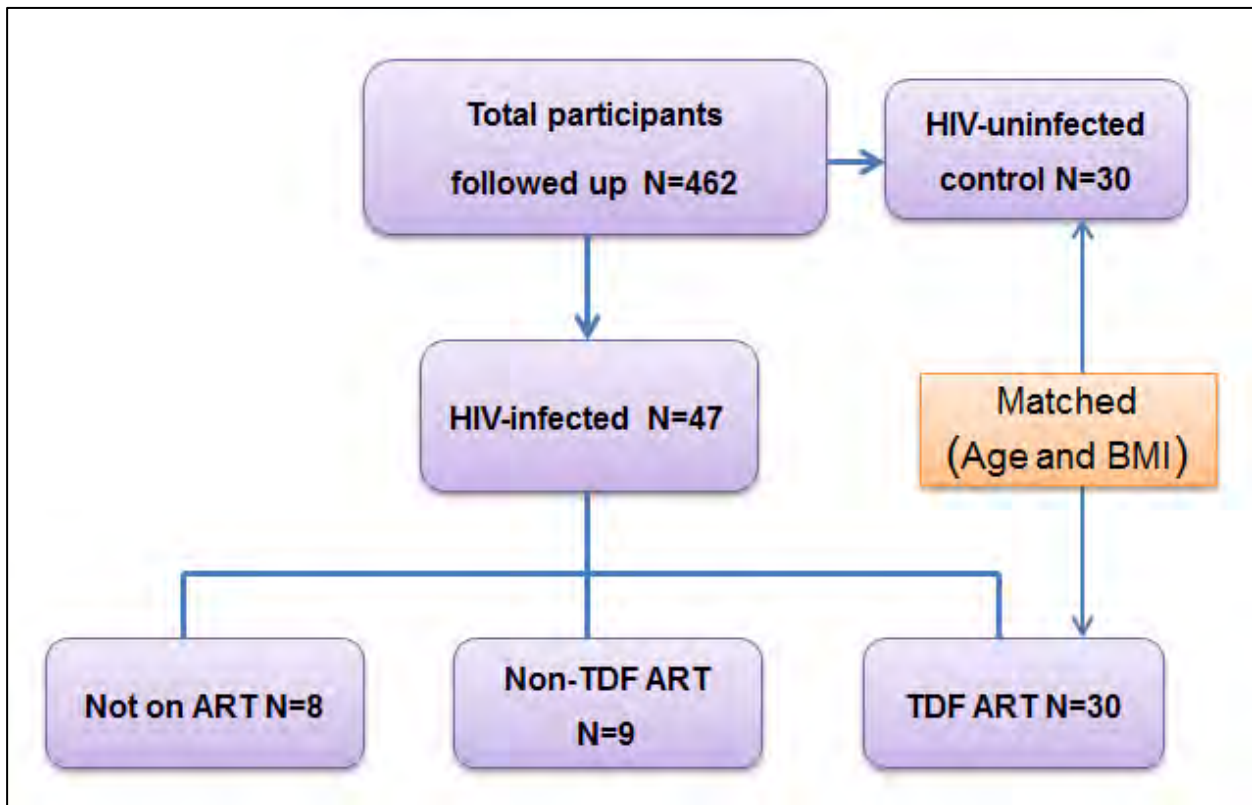 Total participants
followed up N=462
HIV-uninfected
control N=30
HIV-infected N=47
Matched
(Age and BMI)
Not on ART N=8
Non-TDF ART
N=9
TDF ART N=30